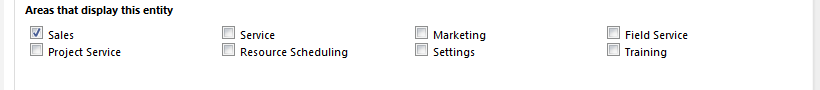 Areas that display this entity
Sales Service Marketing Field Service
Project Service Resource Scheduling Settings Training